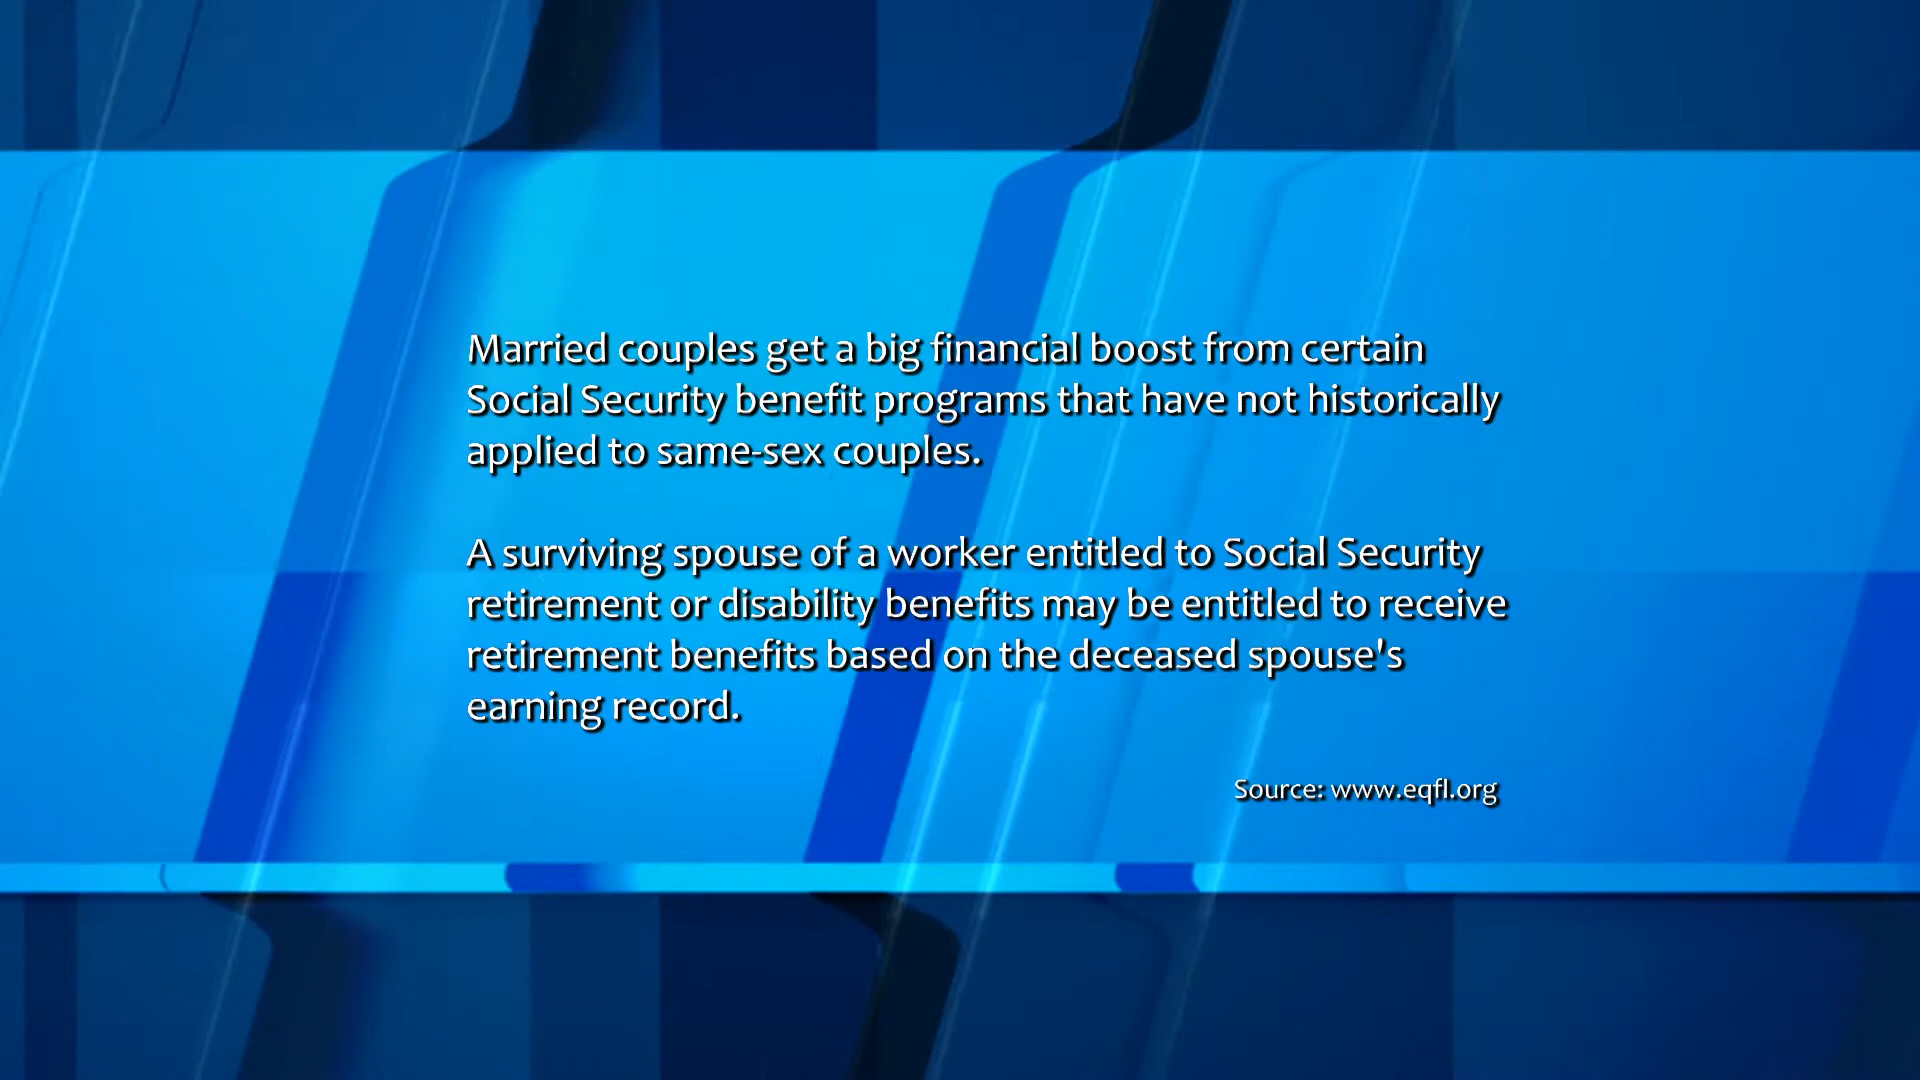 Married couples get a big financial boost from certain
Social Security benefit programs that have not historically
applied to same-sex couples.
A surviving spouse of a worker entitled to Social Security
retirement or disability benefits may be entitled to receive
retirement benefits based on the deceased spouse's
earning record.
Source: www.eqfl.org